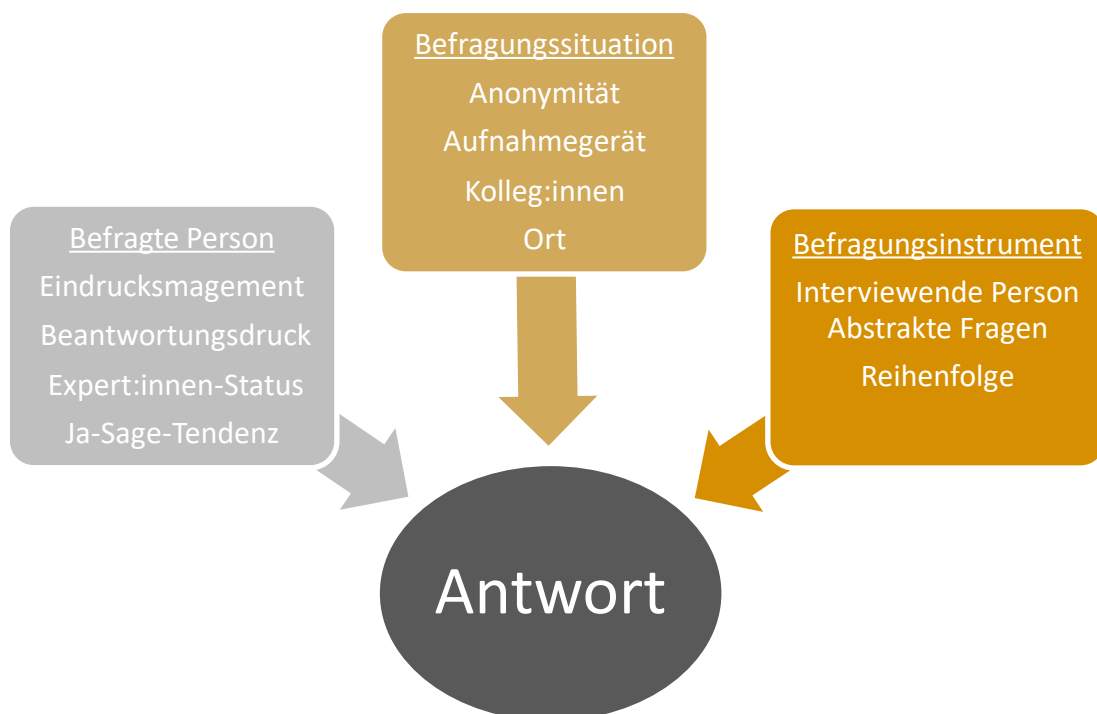 Befragungssituation
Anonymität
Aufnahmegerät
Kolleg:innen
Ort
Befragte Person
Eindrucksmagement
Beantwortungsdruck
Expert:innen-Status
Ja-Sage-Tendenz
Befragungsinstrument
Interviewende Person
Abstrakte Fragen
Reihenfolge
Antwort